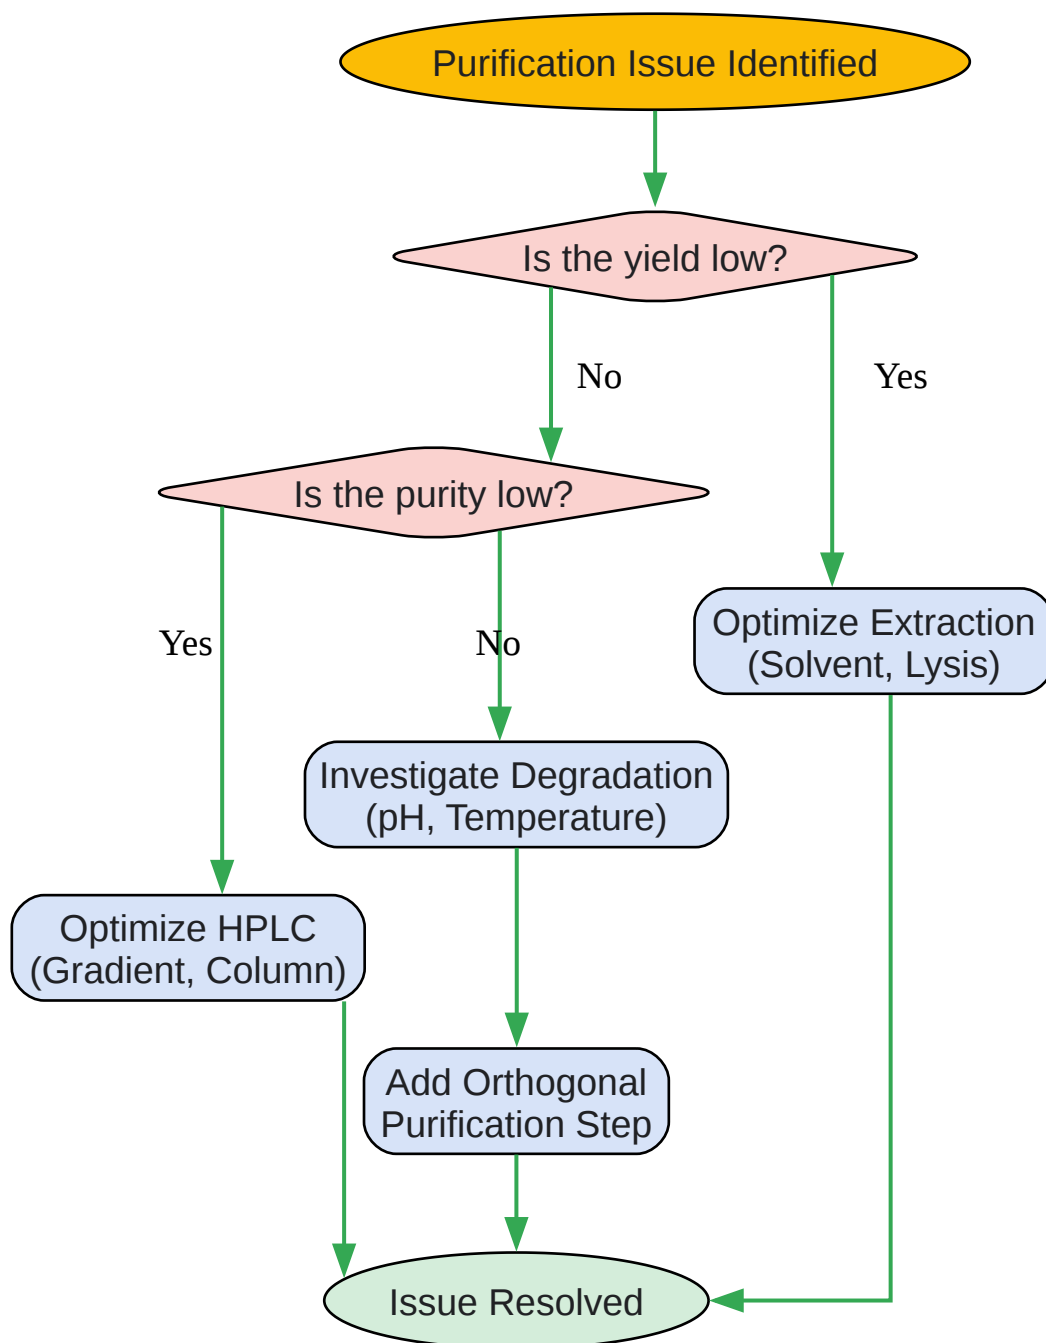 Purification Issue Identified
Is the yield low?
No
Yes
Is the purity low?
Yes
No
Optimize Extraction
(Solvent, Lysis)
Investigate Degradation
(pH, Temperature)
Optimize HPLC
(Gradient, Column)
Add Orthogonal
Purification Step
Issue Resolved